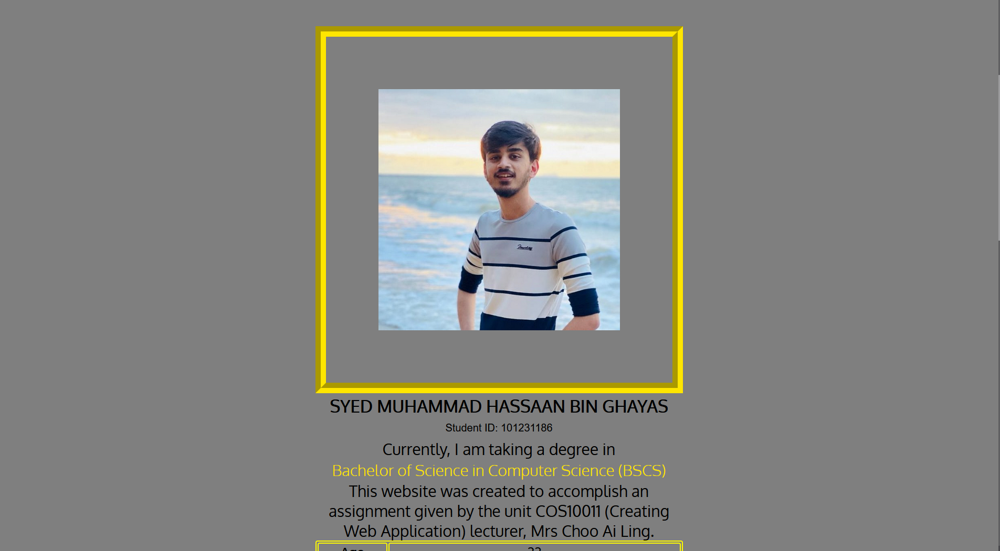 SYED MUHAMMAD HASSAAN BIN GHAYAS
Student ID: 101231186
Currently, I am taking a degree in
Bachelor of Science in Computer Science (BSCS)
This website was created to accomplish an
assignment given by the unit COS10011 (Creating
Web Application) lecturer, Mrs Choo Ai Ling.
Age